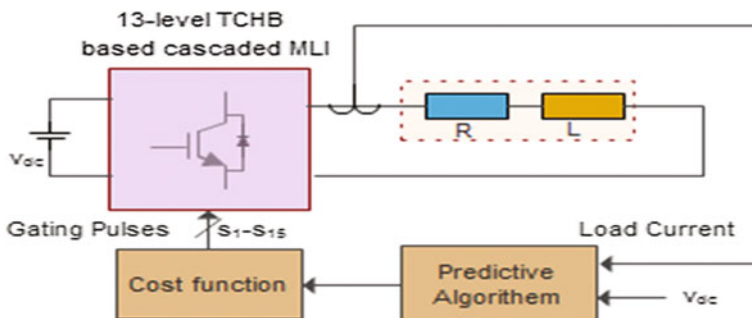 13-level TCHB
based cascaded MLI
Vdc
R
L
Gating Pulses
S1-S15
Load Current
Cost function
Predictive
Algorithem
Vdc